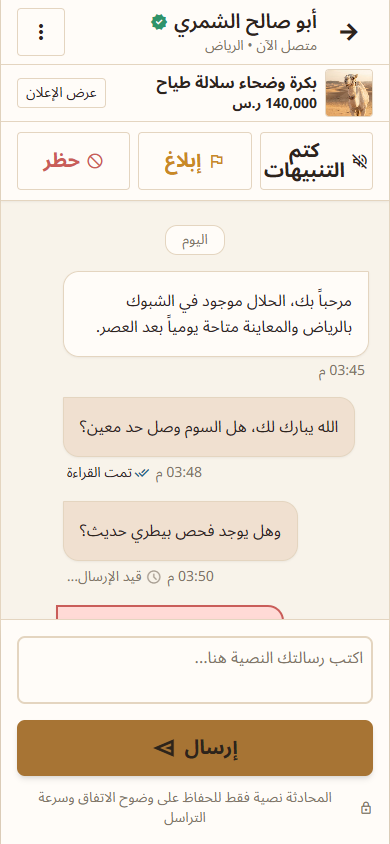 أبو صالح الشمري
متصل الآن • الرياض
بكرة وضحاء سلالة طياح
140,000 ر.س
عرض الإعلان
كتم التنبيهات
إبلاغ
حظر
اليوم
مرحباً بك، الحلال موجود في الشبوك
بالرياض والمعاينة متاحة يومياً بعد العصر.
03:45 م
الله يبارك لك، هل السوم وصل حد معين؟
03:48 م تمت القراءة
وهل يوجد فحص بيطري حديث؟
03:50 م قيد الإرسال...
اكتب رسالتك النصية هنا...
إرسال
المحادثة نصية فقط للحفاظ على وضوح الاتفاق وسرعة
التراسل